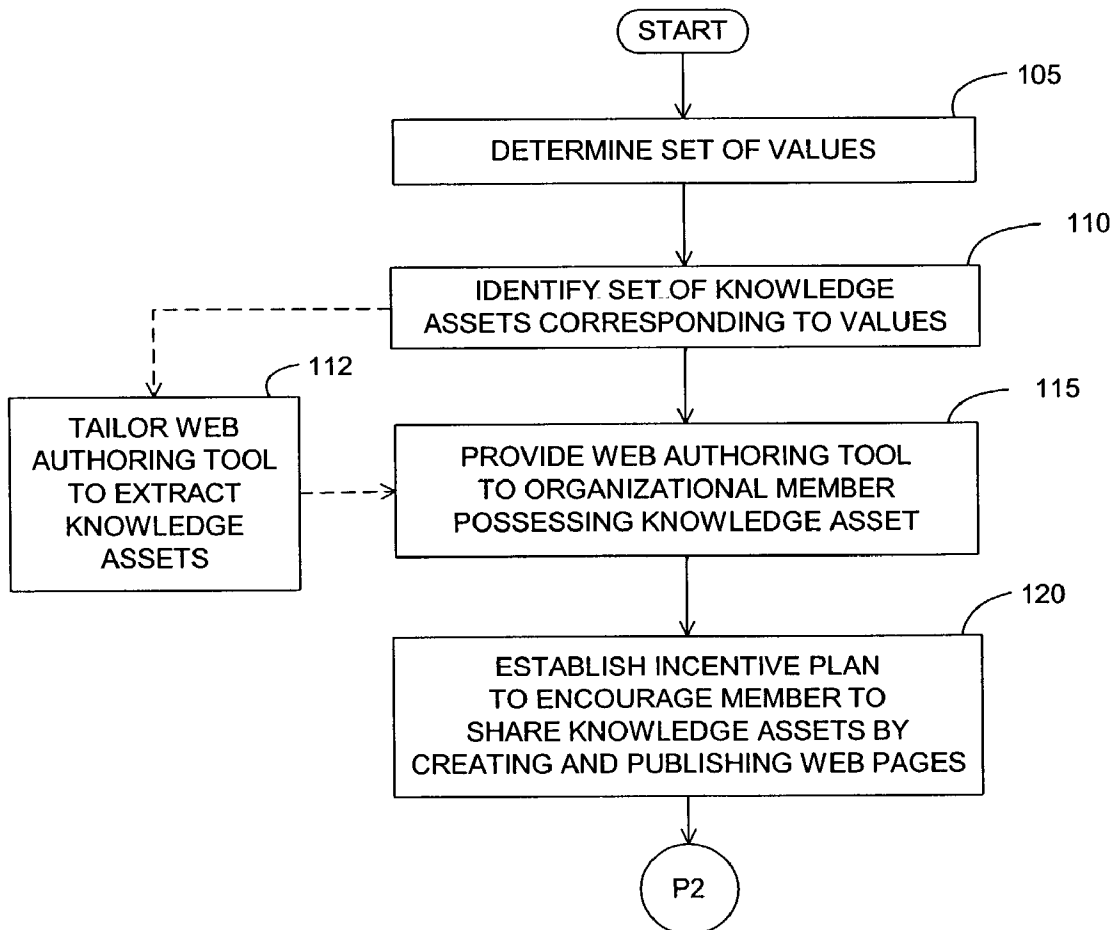 START
105
DETERMINE SET OF VALUES
110
IDENTIFY SET OF KNOWLEDGE
ASSETS CORRESPONDING TO VALUES
112
TAILOR WEB
AUTHORING TOOL
TO EXTRACT
KNOWLEDGE
ASSETS
115
PROVIDE WEB AUTHORING TOOL
TO ORGANIZATIONAL MEMBER
POSSESSING KNOWLEDGE ASSET
120
ESTABLISH INCENTIVE PLAN
TO ENCOURAGE MEMBER TO
SHARE KNOWLEDGE ASSETS BY
CREATING AND PUBLISHING WEB PAGES
P2